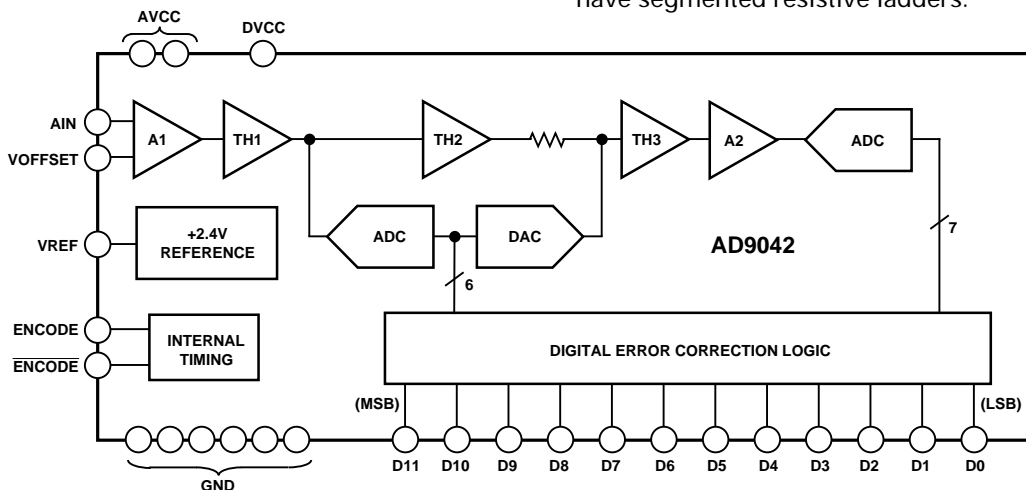 have segmented resistive ladders.
AVCC
DVCC
AIN
VOFFSET
A1
TH1
TH2
TH3
A2
ADC
VREF
+2.4V
REFERENCE
ADC
DAC
AD9042
7
6
ENCODE
ENCODE
INTERNAL
TIMING
DIGITAL ERROR CORRECTION LOGIC
(MSB)
(LSB)
D11 D10 D9 D8 D7 D6 D5 D4 D3 D2 D1 D0
GND